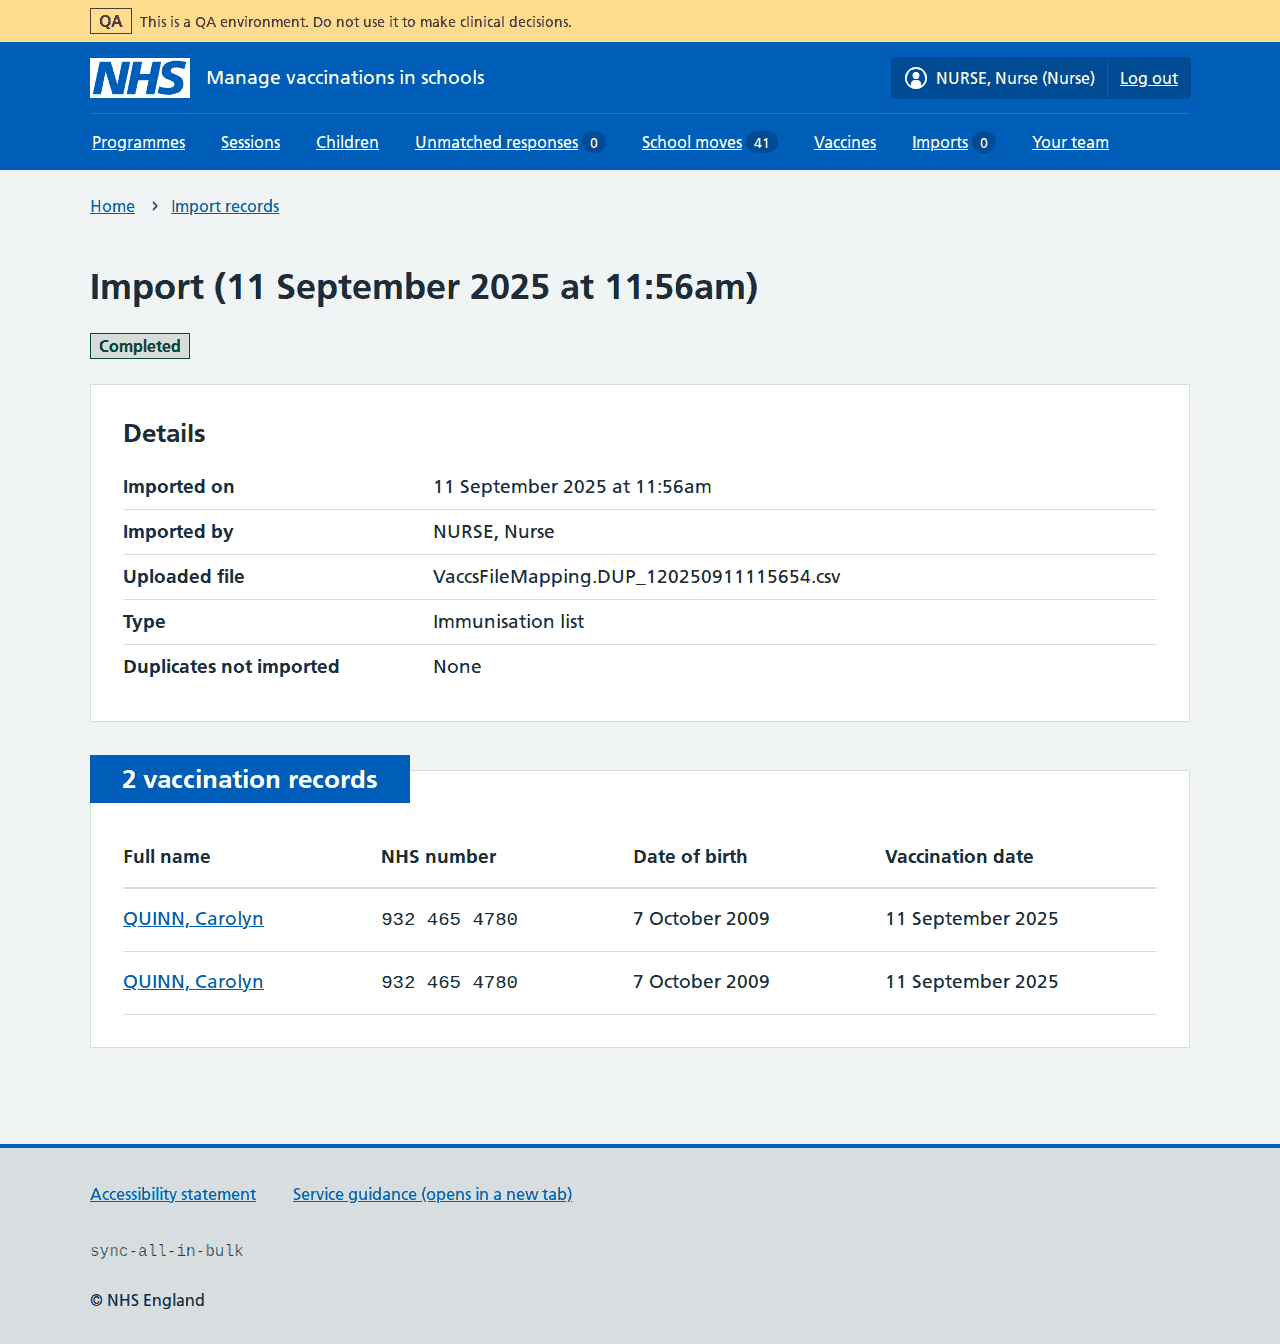 QA This is a QA environment. Do not use it to make clinical decisions.
NHS Manage vaccinations in schools NURSE, Nurse (Nurse) Log out
Programmes Sessions Children Unmatched responses 0 School moves 41 Vaccines Imports 0 Your team
Home Import records
Import (11 September 2025 at 11:56am)
Completed
Details
Imported on 11 September 2025 at 11:56am
Imported by NURSE, Nurse
Uploaded file VaccsFileMapping.DUP_120250911115654.csv
Type Immunisation list
Duplicates not imported None
2 vaccination records
Full name NHS number Date of birth Vaccination date
QUINN, Carolyn 932 465 4780 7 October 2009 11 September 2025
QUINN, Carolyn 932 465 4780 7 October 2009 11 September 2025
Accessibility statement Service guidance (opens in a new tab)
sync-all-in-bulk
© NHS England